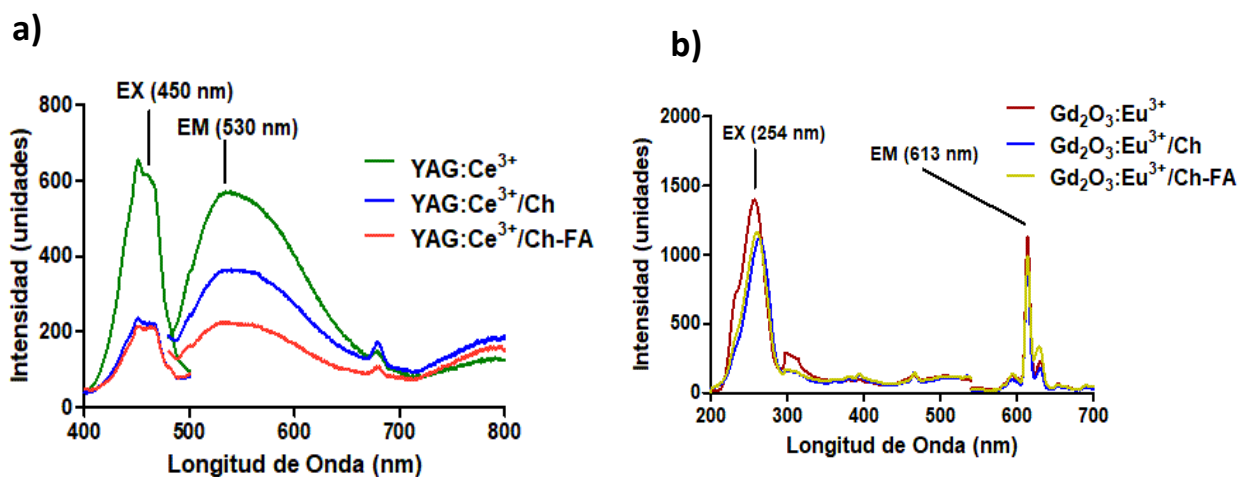 a)
EX (450 nm)
EM (530 nm)
YAG:Ce³⁺
YAG:Ce³⁺/Ch
YAG:Ce³⁺/Ch-FA
Intensidad (unidades)
800
600
400
200
0
400
500
600
700
800
Longitud de Onda (nm)
b)
EX (254 nm)
EM (613 nm)
Gd₂O₃:Eu³⁺
Gd₂O₃:Eu³⁺/Ch
Gd₂O₃:Eu³⁺/Ch-FA
Intensidad (unidades)
2000
1500
1000
500
0
200
300
400
500
600
700
Longitud de Onda (nm)